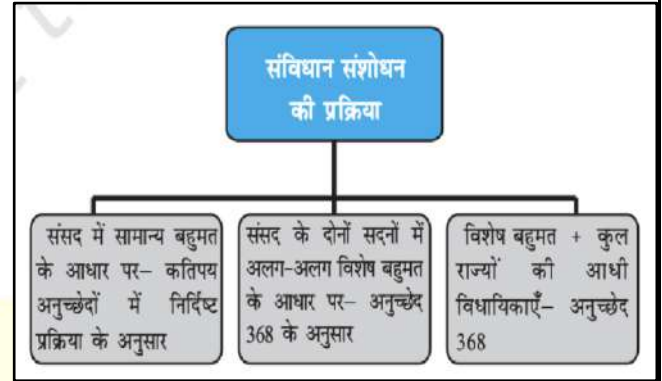 संविधान संशोधन
की प्रक्रिया
संसद में सामान्य बहुमत
के आधार पर– कतिपय
अनुच्छेदों में निर्दिष्ट
प्रक्रिया के अनुसार
संसद के दोनों सदनों में
अलग-अलग विशेष बहुमत
के आधार पर– अनुच्छेद
368 के अनुसार
विशेष बहुमत + कुल
राज्यों की आधी
विधायिकाएँ– अनुच्छेद
368